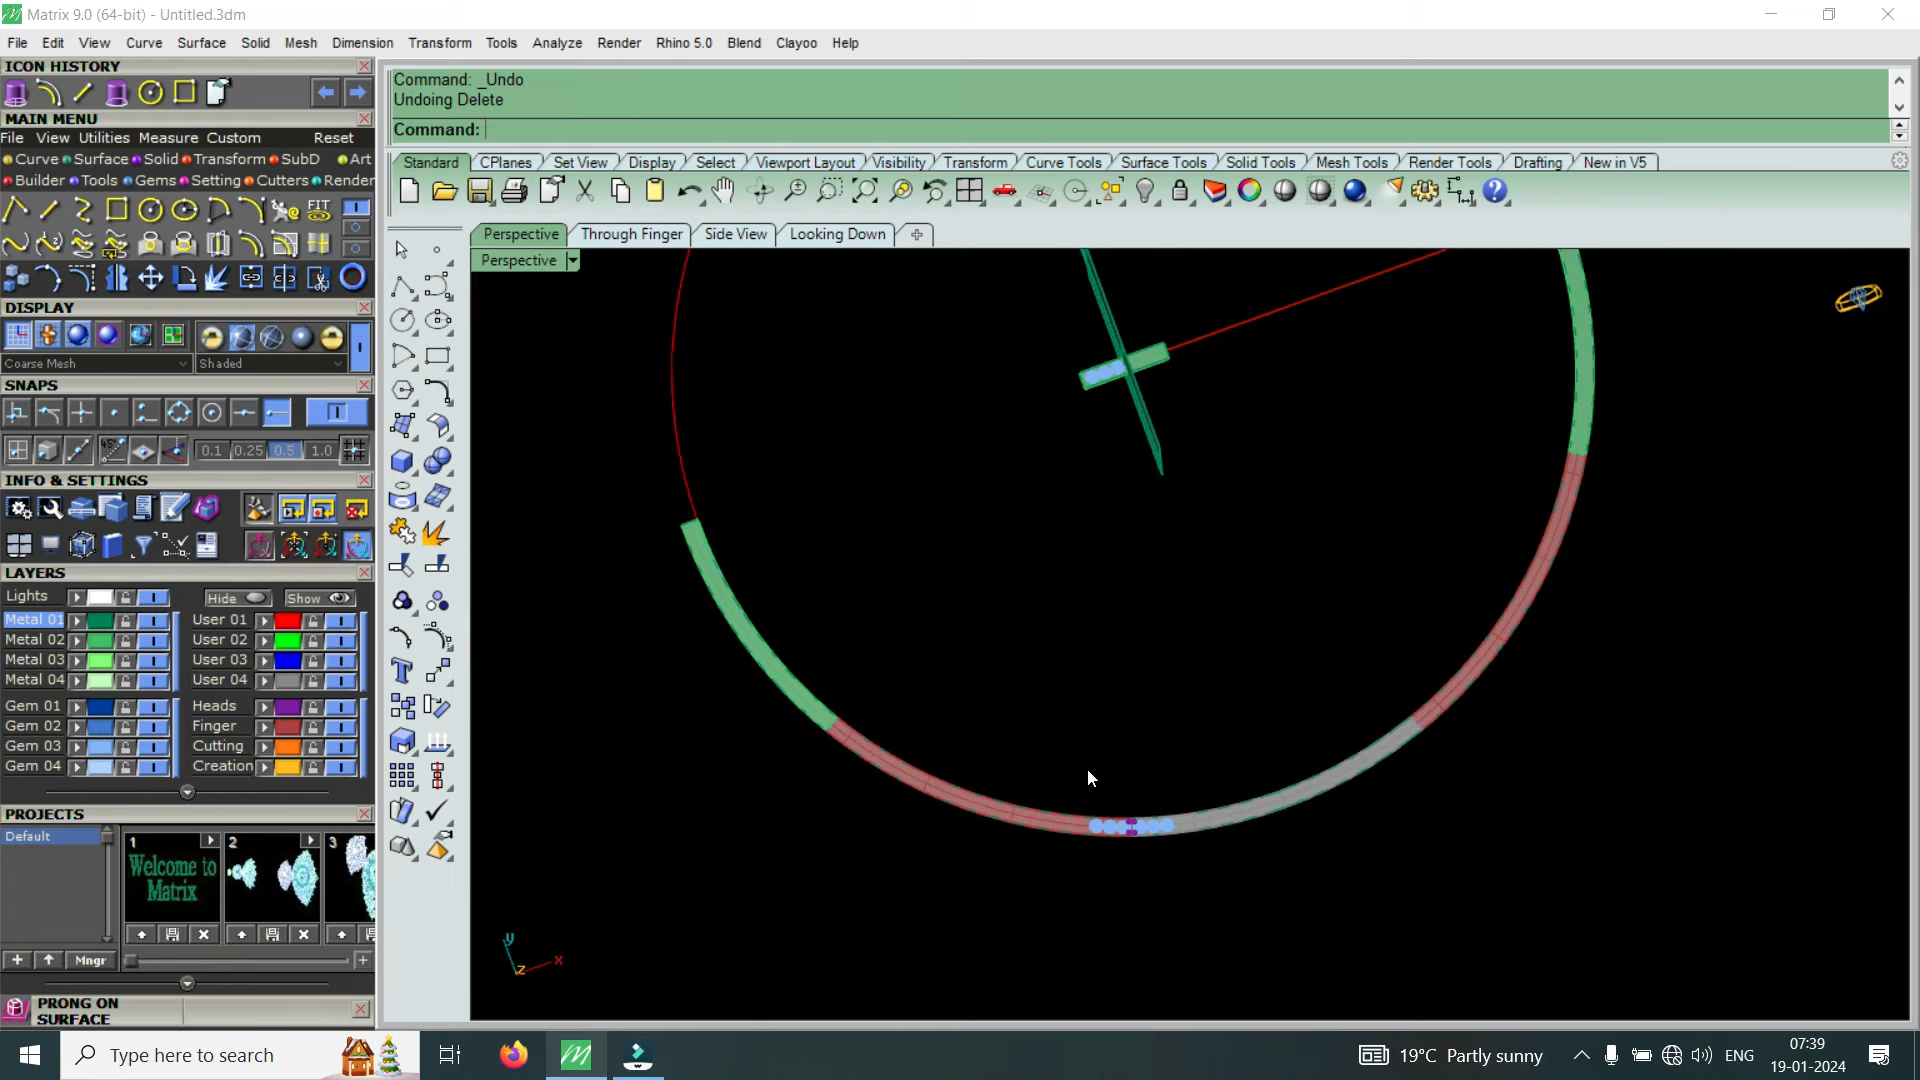 Matrix 9.0 (64-bit) - Untitled.3dm
File Edit View Curve Surface Solid Mesh Dimension Transform Tools Analyze Render Rhino 5.0 Blend Clayoo Help
ICON HISTORY
Command: _Undo
Undoing Delete
Command:
MAIN MENU
File View Utilities Measure Custom Reset
Curve Surface Solid Transform SubD Art
Builder Tools Gems Setting Cutters Render
Standard CPlanes Set View Display Select Viewport Layout Visibility Transform Curve Tools Surface Tools Solid Tools Mesh Tools Render Tools Drafting New in V5
FIT
Perspective Through Finger Side View Looking Down
Perspective
DISPLAY
Coarse Mesh Shaded
SNAPS
0.1 0.25 0.5 1.0
INFO & SETTINGS
LAYERS
Lights Hide Show
Metal 01 User 01
Metal 02 User 02
Metal 03 User 03
Metal 04 User 04
Gem 01 Heads
Gem 02 Finger
Gem 03 Cutting
Gem 04 Creation
PROJECTS
Default
1 2 3
Welcome to Matrix
Mngr
PRONG ON SURFACE
y
x
z
Type here to search
19°C Partly sunny
ENG
07:39
19-01-2024